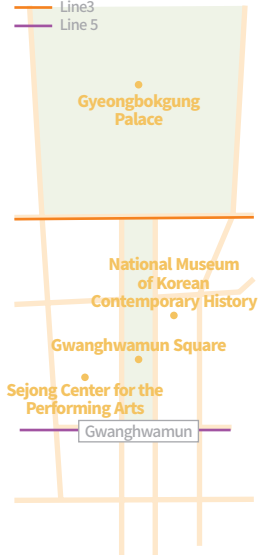 Line3
Line 5
Gyeongbokgung
Palace
National Museum
of Korean
Contemporary History
Gwanghwamun Square
Sejong Center for the
Performing Arts
Gwanghwamun